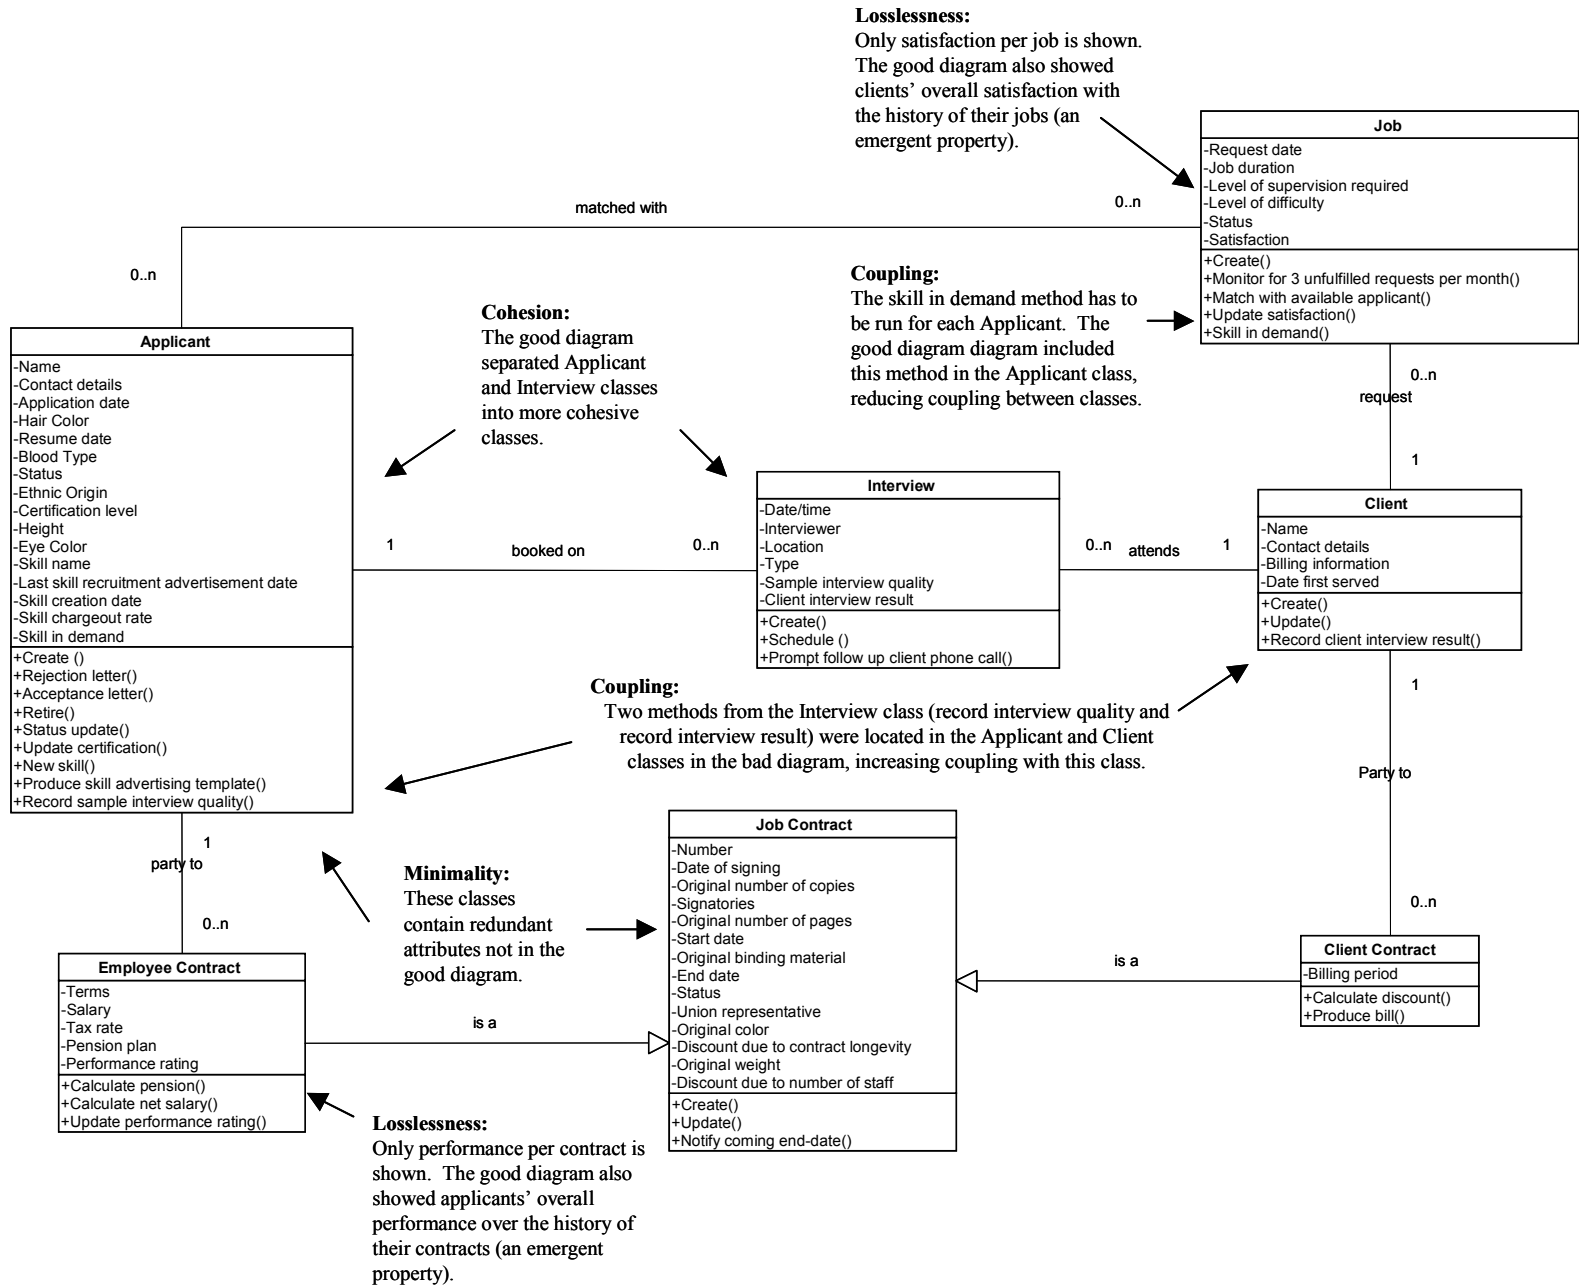 Losslessness:
Only satisfaction per job is shown.
The good diagram also showed
clients’ overall satisfaction with
the history of their jobs (an
emergent property).
Job
-Request date
-Job duration
-Level of supervision required
-Level of difficulty
-Status
-Satisfaction
+Create()
+Monitor for 3 unfulfilled requests per month()
+Match with available applicant()
+Update satisfaction()
+Skill in demand()
matched with
0..n
0..n
Coupling:
The skill in demand method has to
be run for each Applicant. The
good diagram diagram included
this method in the Applicant class,
reducing coupling between classes.
Cohesion:
The good diagram
separated Applicant
and Interview classes
into more cohesive
classes.
Applicant
-Name
-Contact details
-Application date
-Hair Color
-Resume date
-Blood Type
-Status
-Ethnic Origin
-Certification level
-Height
-Eye Color
-Skill name
-Last skill recruitment advertisement date
-Skill creation date
-Skill chargeout rate
-Skill in demand
+Create ()
+Rejection letter()
+Acceptance letter()
+Retire()
+Status update()
+Update certification()
+New skill()
+Produce skill advertising template()
+Record sample interview quality()
0..n
request
1
1
booked on
0..n
Interview
-Date/time
-Interviewer
-Location
-Type
-Sample interview quality
-Client interview result
+Create()
+Schedule ()
+Prompt follow up client phone call()
0..n
attends
1
Client
-Name
-Contact details
-Billing information
-Date first served
+Create()
+Update()
+Record client interview result()
Coupling:
Two methods from the Interview class (record interview quality and
record interview result) were located in the Applicant and Client
classes in the bad diagram, increasing coupling with this class.
1
Party to
0..n
1
party to
0..n
Minimality:
These classes
contain redundant
attributes not in the
good diagram.
Job Contract
-Number
-Date of signing
-Original number of copies
-Signatories
-Original number of pages
-Start date
-Original binding material
-End date
-Status
-Union representative
-Original color
-Discount due to contract longevity
-Original weight
-Discount due to number of staff
+Create()
+Update()
+Notify coming end-date()
is a
Client Contract
-Billing period
+Calculate discount()
+Produce bill()
Employee Contract
-Terms
-Salary
-Tax rate
-Pension plan
-Performance rating
+Calculate pension()
+Calculate net salary()
+Update performance rating()
is a
Losslessness:
Only performance per contract is
shown. The good diagram also
showed applicants’ overall
performance over the history of
their contracts (an emergent
property).